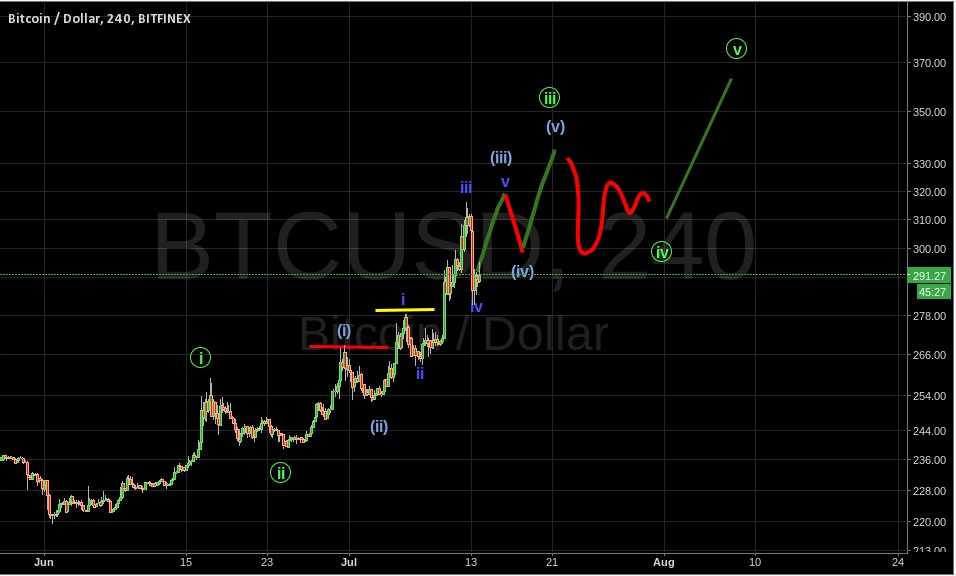 Bitcoin / Dollar, 240, BITFINEX
BTCUSD, 240
Bitcoin / Dollar
i
ii
(i)
(ii)
i
ii
iii
iv
v
(iii)
(iv)
(v)
iii
iv
v
390.00
370.00
350.00
330.00
320.00
310.00
300.00
291.27
45:27
278.00
266.00
254.00
244.00
236.00
228.00
220.00
213.00
Jun 15 23 Jul 13 21 Aug 10 24